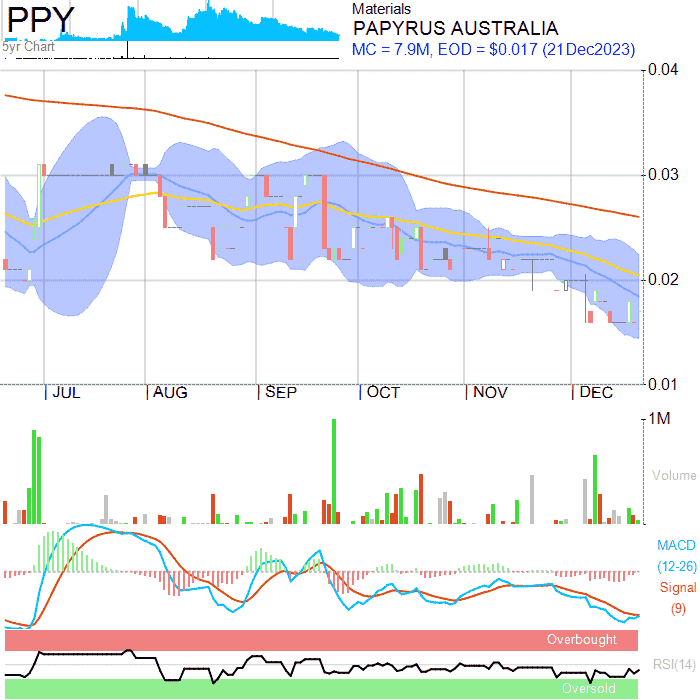 PPY
5yr Chart
Materials
PAPYRUS AUSTRALIA
MC = 7.9M, EOD = $0.017 (21Dec2023)
0.04
0.03
0.02
0.01
JUL
AUG
SEP
OCT
NOV
DEC
1M
Volume
MACD
(12-26)
Signal
(9)
Overbought
RSI(14)
Oversold